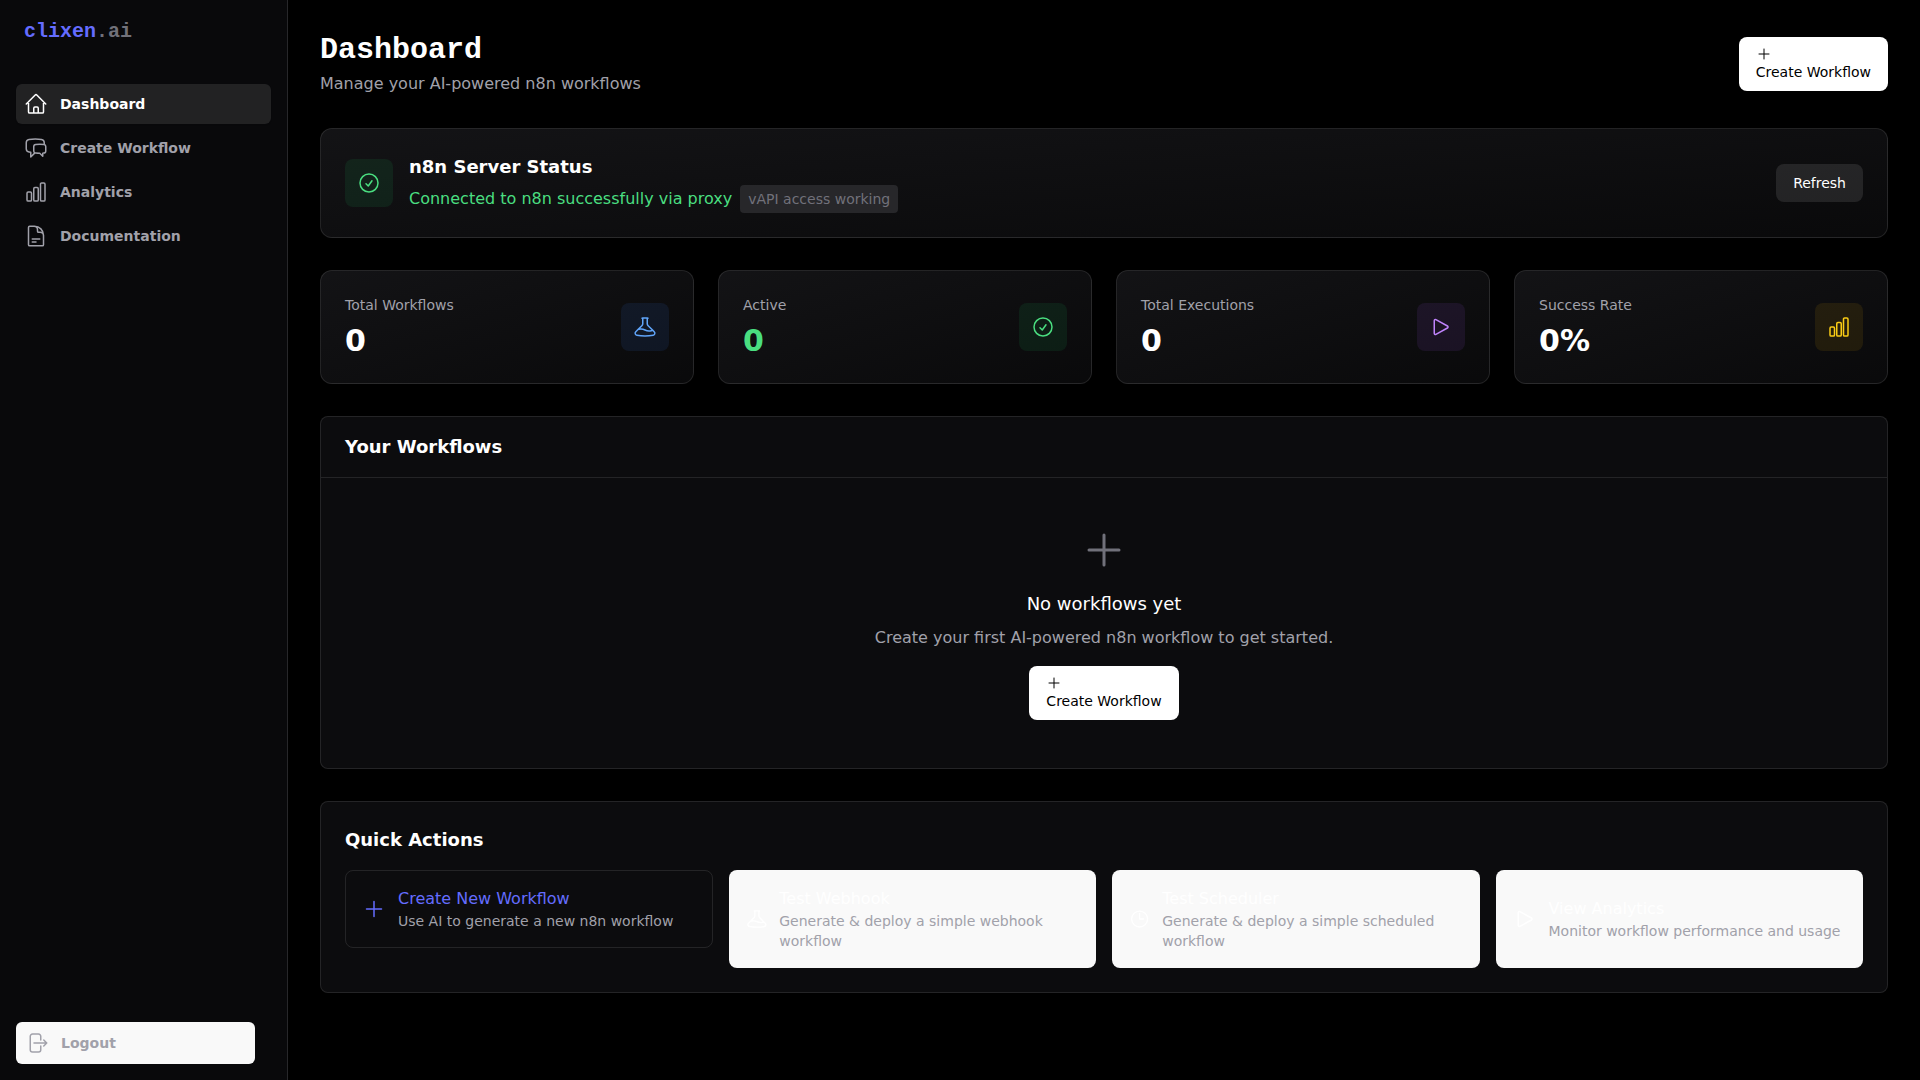 clixen.ai
Dashboard
Create Workflow
Analytics
Documentation
Logout
Dashboard
Manage your AI-powered n8n workflows
Create Workflow
n8n Server Status
Connected to n8n successfully via proxy
vAPI access working
Refresh
Total Workflows
0
Active
0
Total Executions
0
Success Rate
0%
Your Workflows
No workflows yet
Create your first AI-powered n8n workflow to get started.
Create Workflow
Quick Actions
Create New Workflow
Use AI to generate a new n8n workflow
Test Webhook
Generate & deploy a simple webhook
workflow
Test Scheduler
Generate & deploy a simple scheduled
workflow
View Analytics
Monitor workflow performance and usage